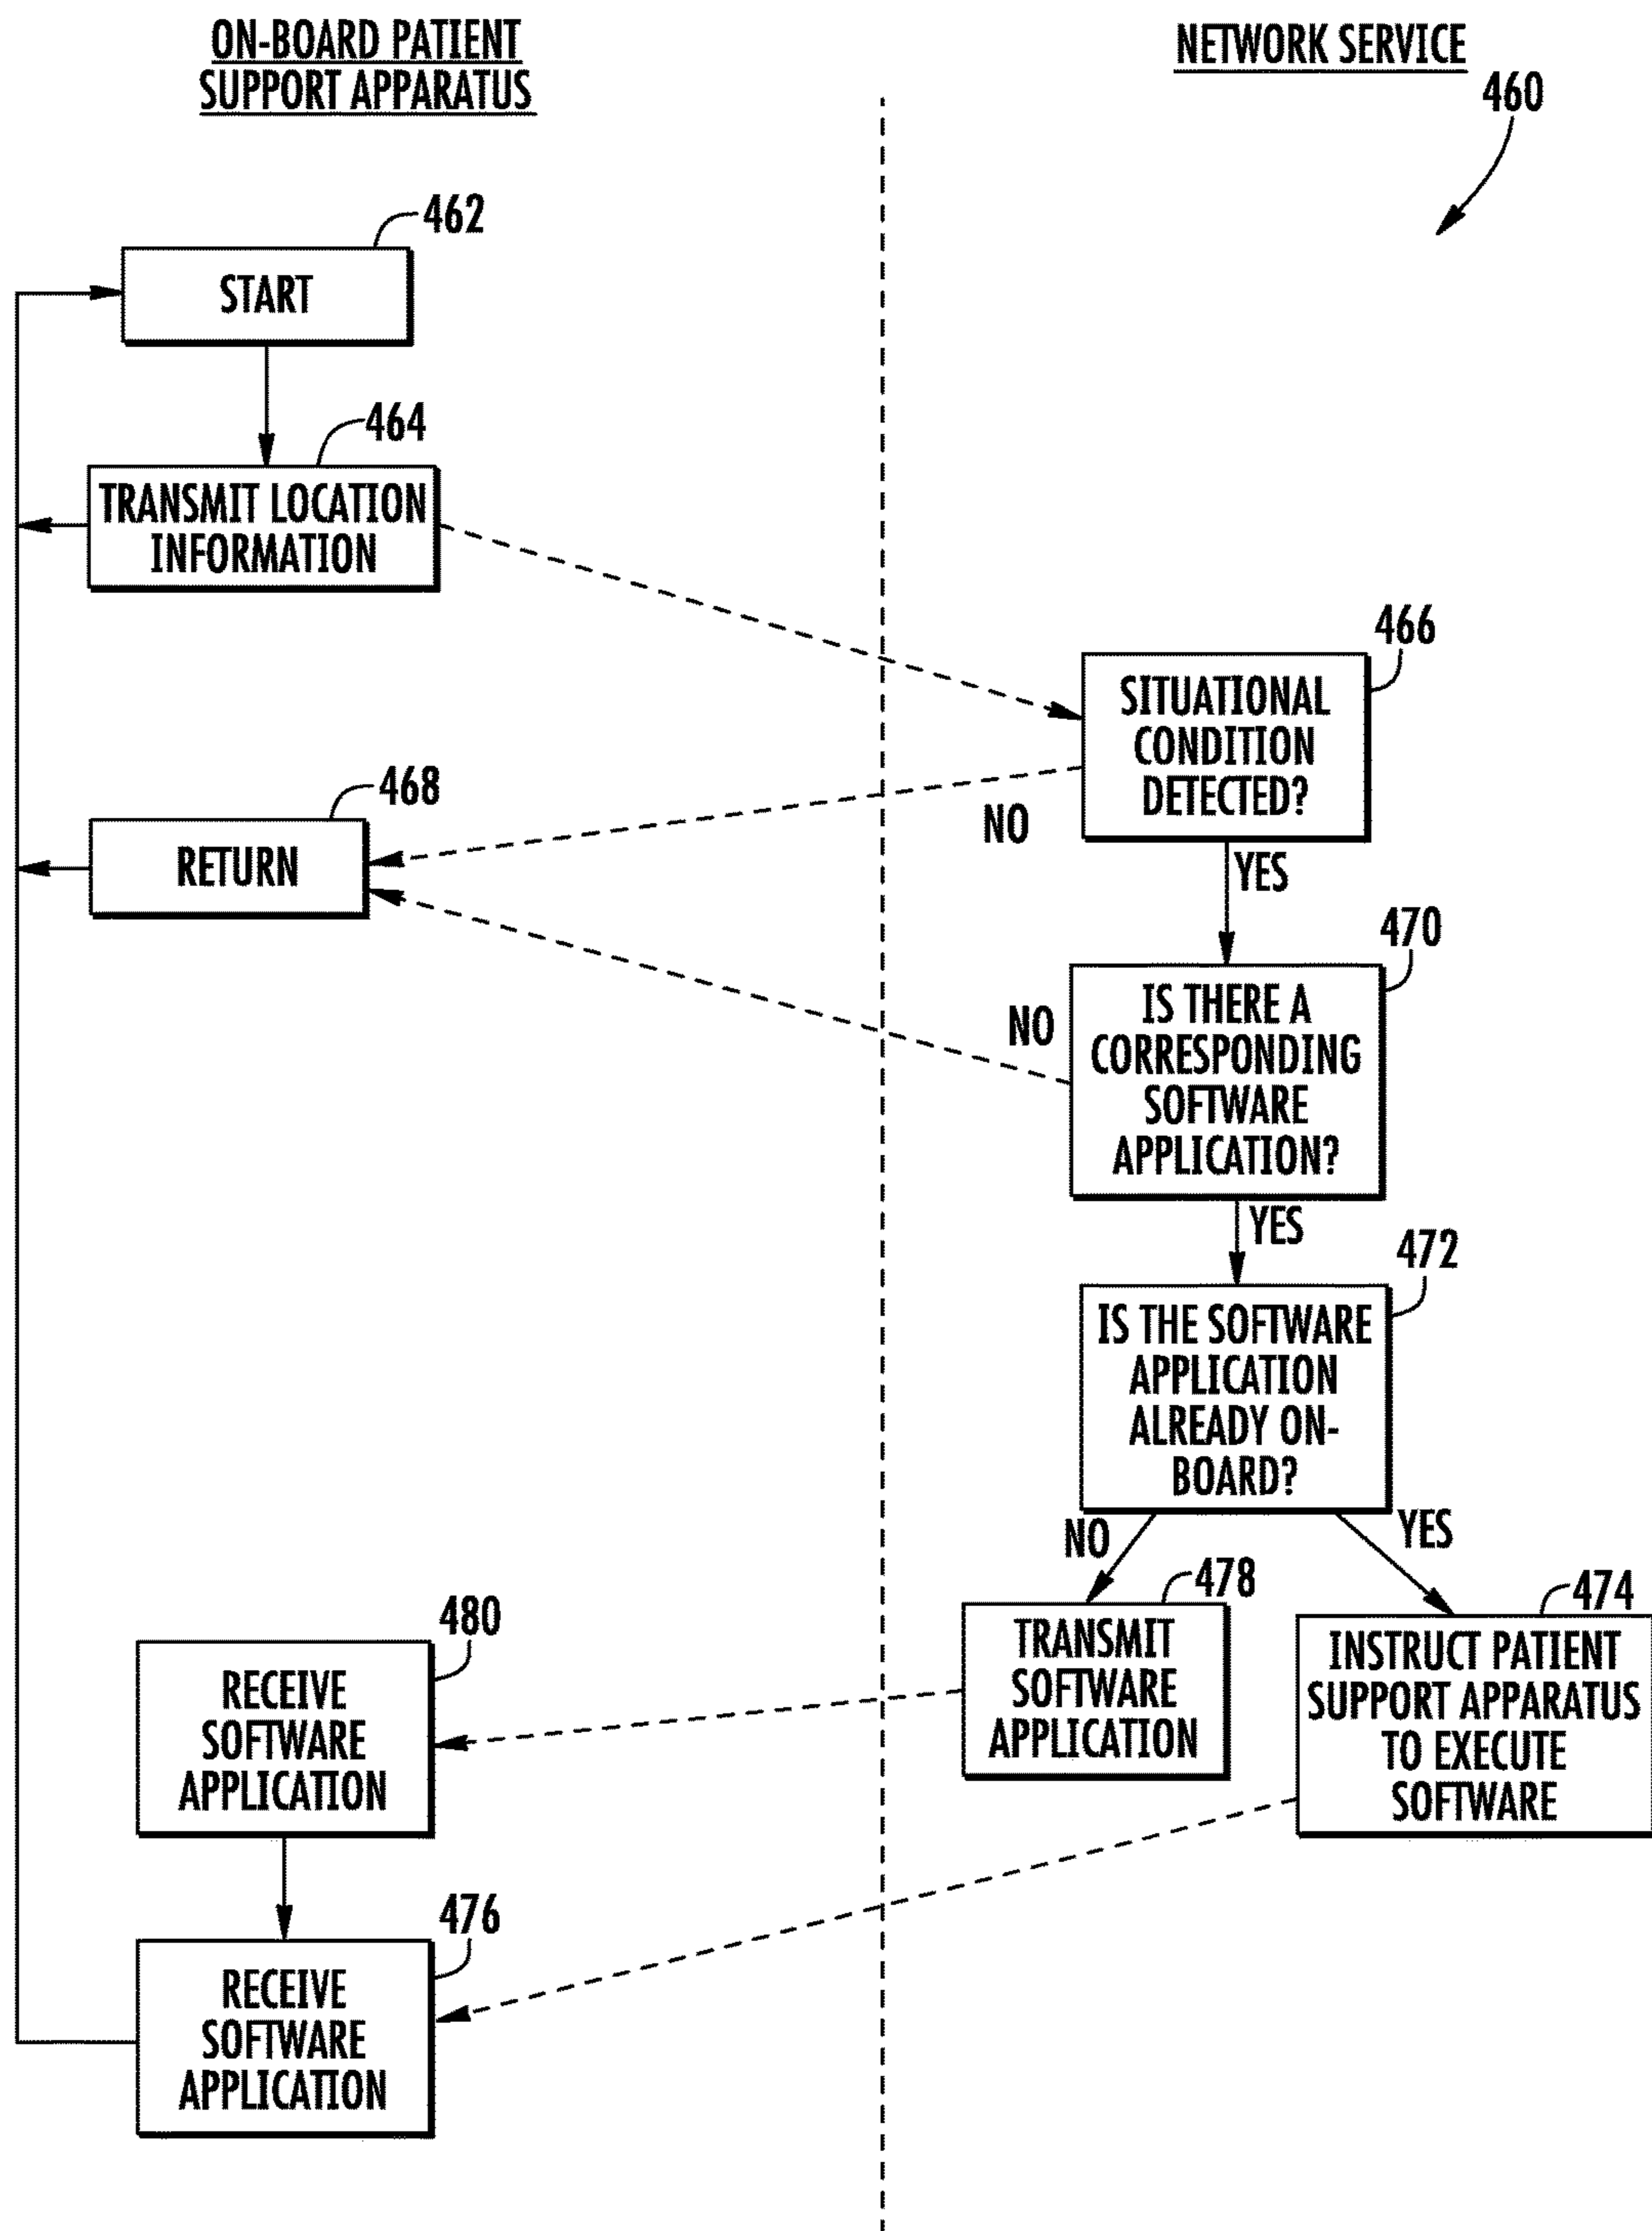 ON-BOARD PATIENT
SUPPORT APPARATUS
NETWORK SERVICE
460
462
START
464
TRANSMIT LOCATION
INFORMATION
466
SITUATIONAL
CONDITION
DETECTED?
NO
YES
468
RETURN
470
IS THERE A
CORRESPONDING
SOFTWARE
APPLICATION?
NO
YES
472
IS THE SOFTWARE
APPLICATION
ALREADY ON-
BOARD?
NO
YES
478
TRANSMIT
SOFTWARE
APPLICATION
474
INSTRUCT PATIENT
SUPPORT APPARATUS
TO EXECUTE
SOFTWARE
480
RECEIVE
SOFTWARE
APPLICATION
476
RECEIVE
SOFTWARE
APPLICATION